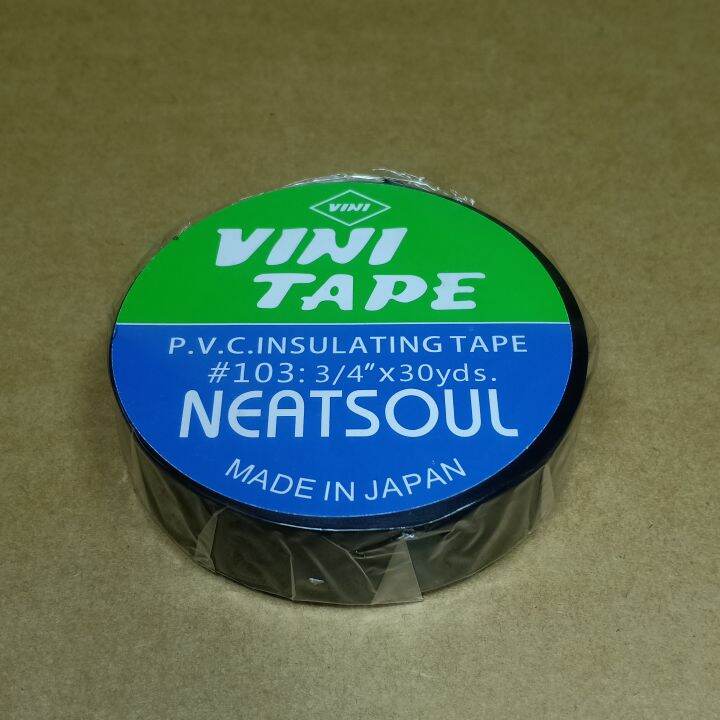 VINI
VINI
TAPE
P.V.C.INSULATING TAPE
#103: 3/4“x30yds.
NEATSOUL
MADE IN JAPAN